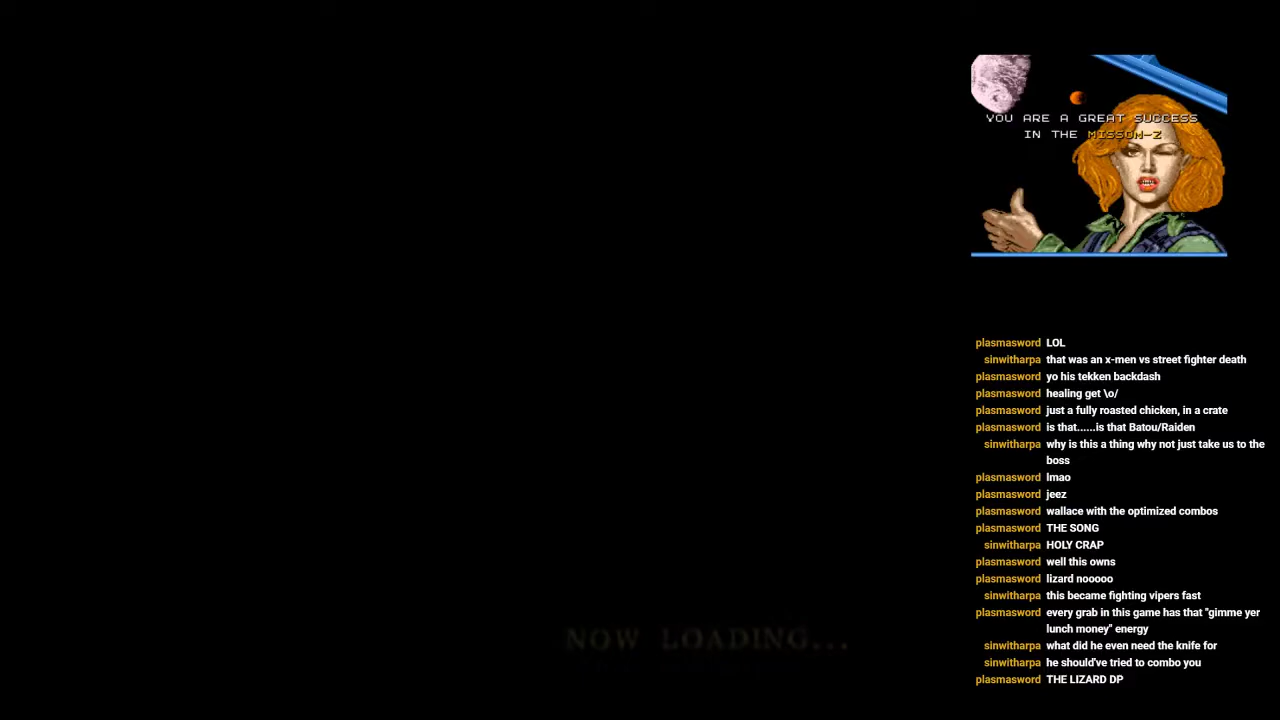 YOU ARE A GREAT SUCCESS
IN THE MISSOM-Z
plasmasword LOL
sinwitharpa that was an x-men vs street fighter death
plasmasword yo his tekken backdash
plasmasword healing get \o/
plasmasword just a fully roasted chicken, in a crate
plasmasword is that......is that Batou/Raiden
sinwitharpa why is this a thing why not just take us to the
boss
plasmasword lmao
plasmasword jeez
plasmasword wallace with the optimized combos
plasmasword THE SONG
sinwitharpa HOLY CRAP
plasmasword well this owns
plasmasword lizard nooooo
sinwitharpa this became fighting vipers fast
plasmasword every grab in this game has that "gimme yer
lunch money" energy
sinwitharpa what did he even need the knife for
sinwitharpa he should've tried to combo you
plasmasword THE LIZARD DP
NOW LOADING...